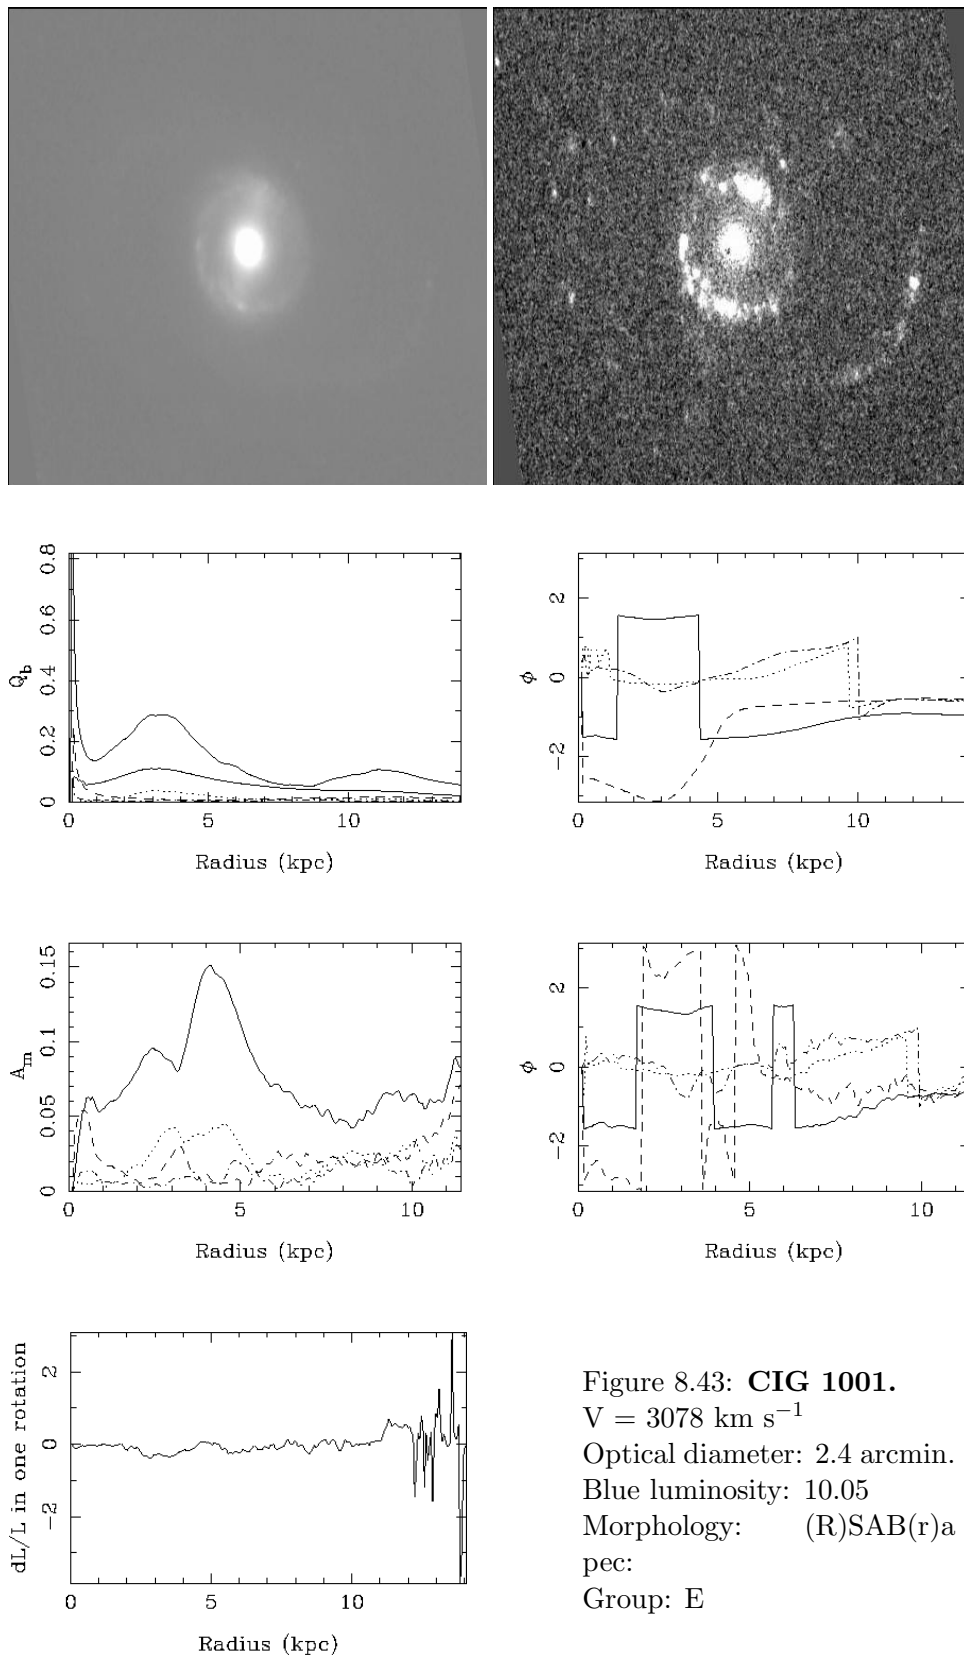 0.8
0.6
0.4
0.2
0
Q_b
0 5 10
Radius (kpc)
2
0
−2
ϕ
0 5 10
Radius (kpc)
0.15
0.1
0.05
0
A_m
0 5 10
Radius (kpc)
2
0
−2
ϕ
0 5 10
Radius (kpc)
2
0
−2
dL/L in one rotation
0 5 10
Radius (kpc)
Figure 8.43: CIG 1001.
V = 3078 km s⁻¹
Optical diameter: 2.4 arcmin.
Blue luminosity: 10.05
Morphology: (R)SAB(r)a
pec:
Group: E